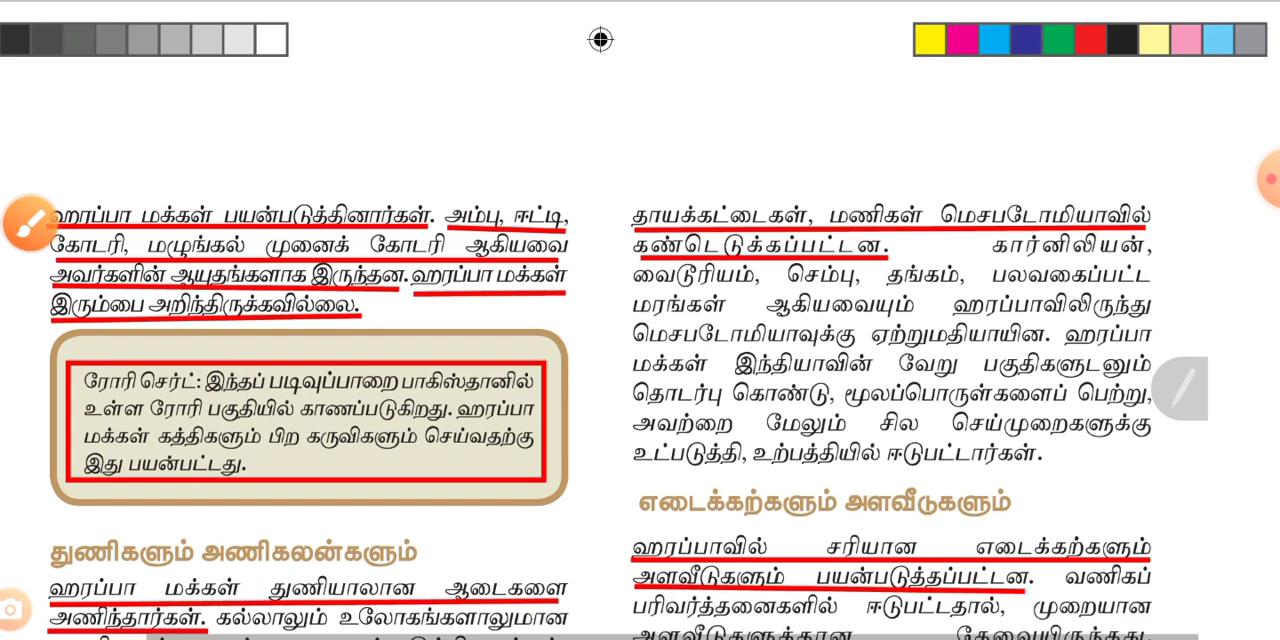 ஹரப்பா மக்கள் பயன்படுத்தினார்கள். அம்பு, ஈட்டி,
கோடரி, மழுங்கல் முனைக் கோடரி ஆகியவை
அவர்களின் ஆயுதங்களாக இருந்தன. ஹரப்பா மக்கள்
இரும்பை அறிந்திருக்கவில்லை.
ரோரி செர்ட்: இந்தப் படிவுப்பாறை பாகிஸ்தானில்
உள்ள ரோரி பகுதியில் காணப்படுகிறது. ஹரப்பா
மக்கள் கத்திகளும் பிற கருவிகளும் செய்வதற்கு
இது பயன்பட்டது.
துணிகளும் அணிகலன்களும்
ஹரப்பா மக்கள் துணியாலான ஆடைகளை
அணிந்தார்கள். கல்லாலும் உலோகங்களாலுமான
தாயக்கட்டைகள், மணிகள் மெசபடோமியாவில்
கண்டெடுக்கப்பட்டன. கார்னிலியன்,
வைடூரியம், செம்பு, தங்கம், பலவகைப்பட்ட
மரங்கள் ஆகியவையும் ஹரப்பாவிலிருந்து
மெசபடோமியாவுக்கு ஏற்றுமதியாயின. ஹரப்பா
மக்கள் இந்தியாவின் வேறு பகுதிகளுடனும்
தொடர்பு கொண்டு, மூலப்பொருள்களைப் பெற்று,
அவற்றை மேலும் சில செய்முறைகளுக்கு
உட்படுத்தி, உற்பத்தியில் ஈடுபட்டார்கள்.
எடைக்கற்களும் அளவீடுகளும்
ஹரப்பாவில் சரியான எடைக்கற்களும்
அளவீடுகளும் பயன்படுத்தப்பட்டன. வணிகப்
பரிவர்த்தனைகளில் ஈடுபட்டதால், முறையான
அளவீடுகளுக்கான தேவையிருந்தது.